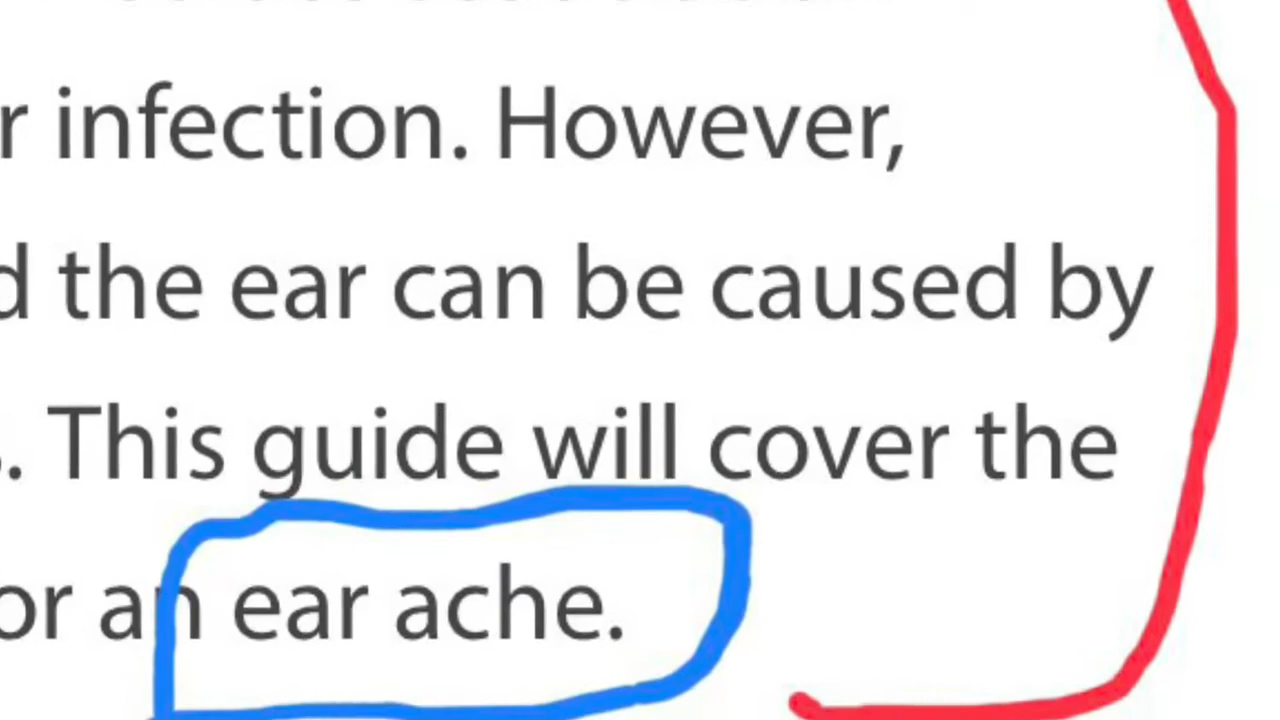 r infection. However,
d the ear can be caused by
s. This guide will cover the
or an ear ache.